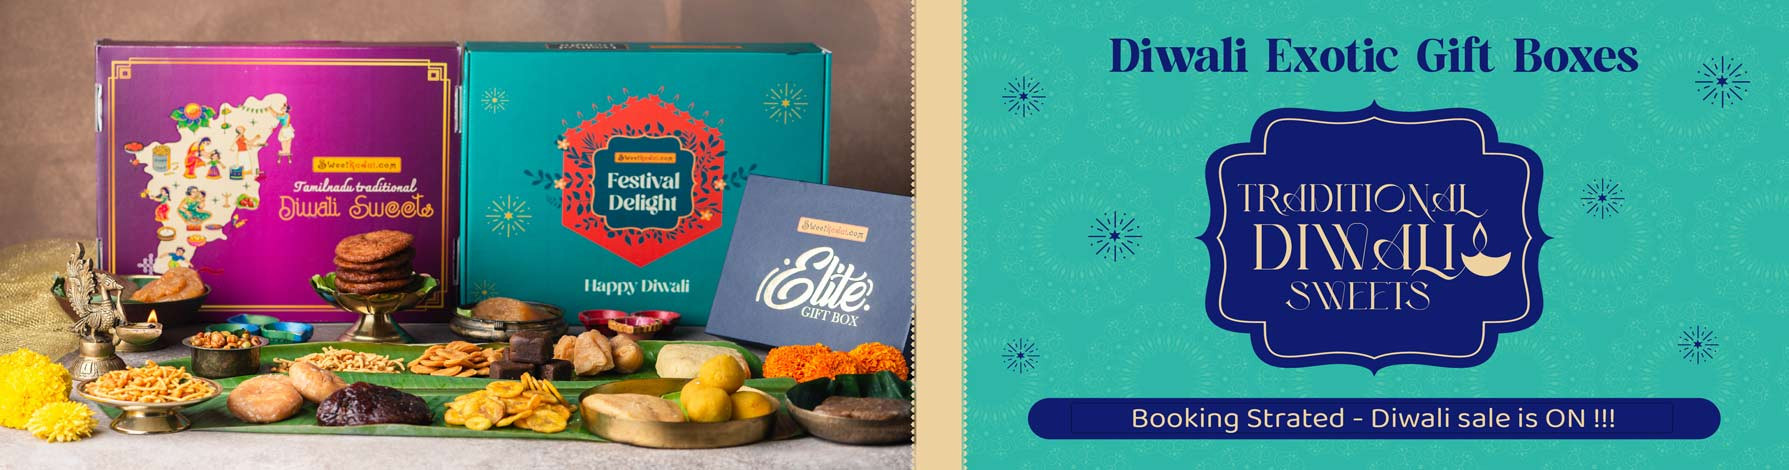 SweetKadai.com
Tamilnadu traditional
Diwali Sweets
SweetKadai.com
Festival
Delight
Happy Diwali
SweetKadai.com
Elite
GIFT BOX
Diwali Exotic Gift Boxes
TRADITIONAL
DIWALI
SWEETS
Booking Strated - Diwali sale is ON !!!